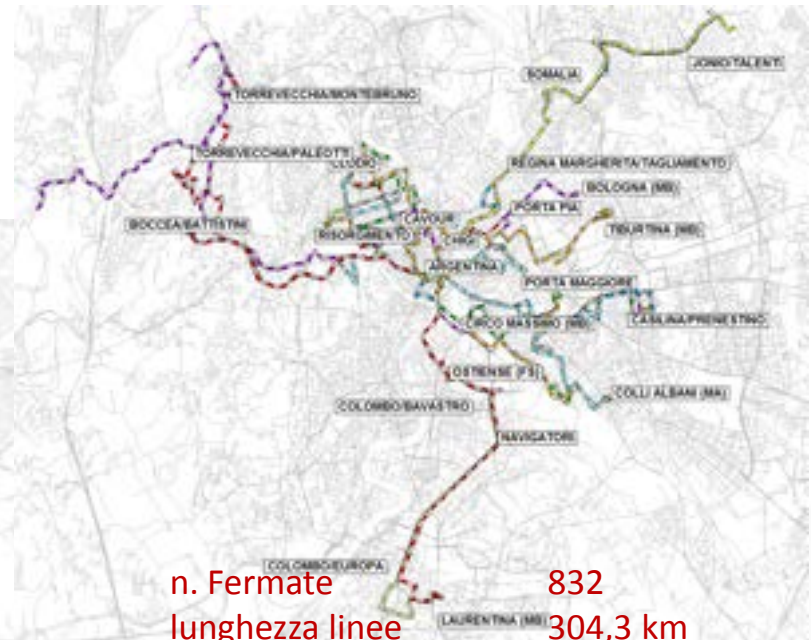 JONIO/TALENTI
SOMALIA
TORREVECCHIA/MONTEBRUNO
TORREVECCHIA/PALEOTTI
CLODIO
REGINA MARGHERITA/TAGLIAMENTO
BOLOGNA (MB)
PORTA PIA
BOCCEA/BATTISTINI
CAVOUR
TIBURTINA (MB)
RISORGIMENTO
CHIGI
ARGENTINA
PORTA MAGGIORE
CIRCO MASSIMO (MB)
CASILINA/PRENESTINO
OSTIENSE (FS)
COLLI ALBANI (MA)
COLOMBO/BAVASTRO
NAVIGATORI
COLOMBO/EUROPA
n. Fermate 832
LAURENTINA (MB)
lunghezza linee 304,3 km